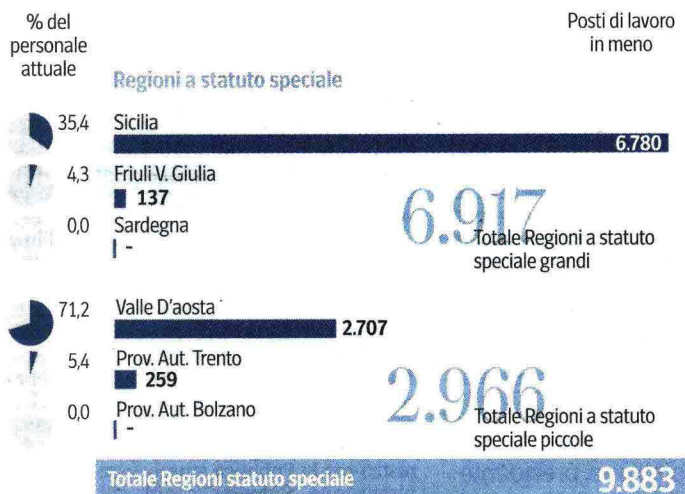 % del
personale
attuale
Posti di lavoro
in meno
Regioni a statuto speciale
35,4 Sicilia
6.780
4,3 Friuli V. Giulia
137
0,0 Sardegna
-
6.917
Totale Regioni a statuto
speciale grandi
71,2 Valle D'aosta
2.707
5,4 Prov. Aut. Trento
259
0,0 Prov. Aut. Bolzano
-
2.966
Totale Regioni a statuto
speciale piccole
Totale Regioni statuto speciale 9.883